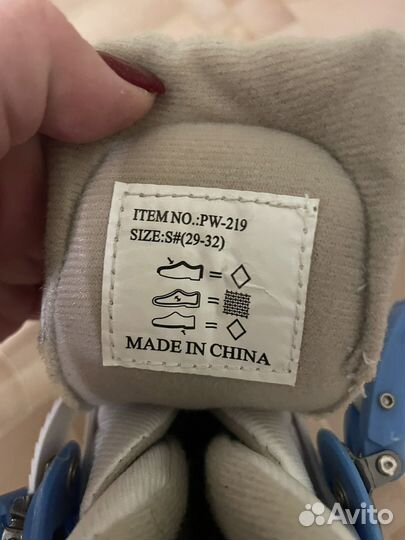 ITEM NO.:PW-219
SIZE:S#(29-32)
=
=
=
MADE IN CHINA
Avito